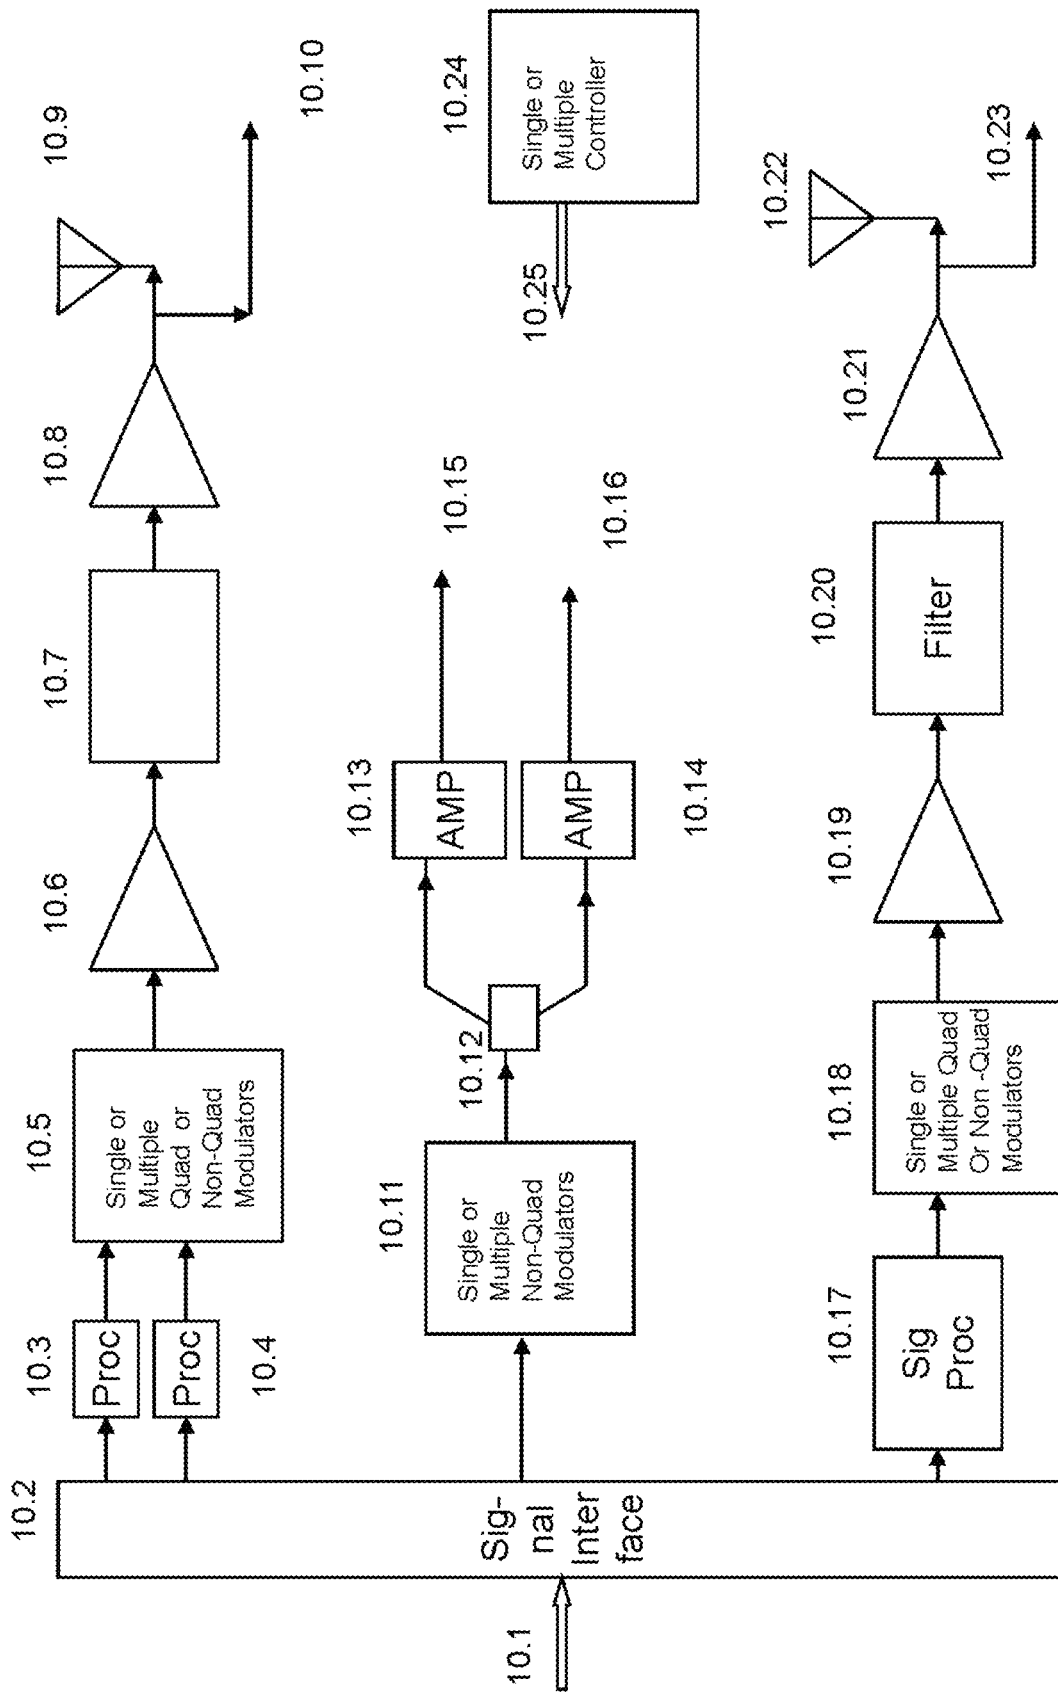 10.1
10.2
Sig-
nal
Inter
face
10.3
Proc
Proc
10.4
10.5
Single or
Multiple
Quad or
Non-Quad
Modulators
10.6
10.7
10.8
10.9
10.10
10.11
Single or
Multiple
Non-Quad
Modulators
10.12
10.13
AMP
AMP
10.14
10.15
10.16
10.24
Single or
Multiple
Controller
10.25
10.17
Sig
Proc
10.18
Single or
Multiple Quad
Or Non -Quad
Modulators
10.19
10.20
Filter
10.21
10.22
10.23